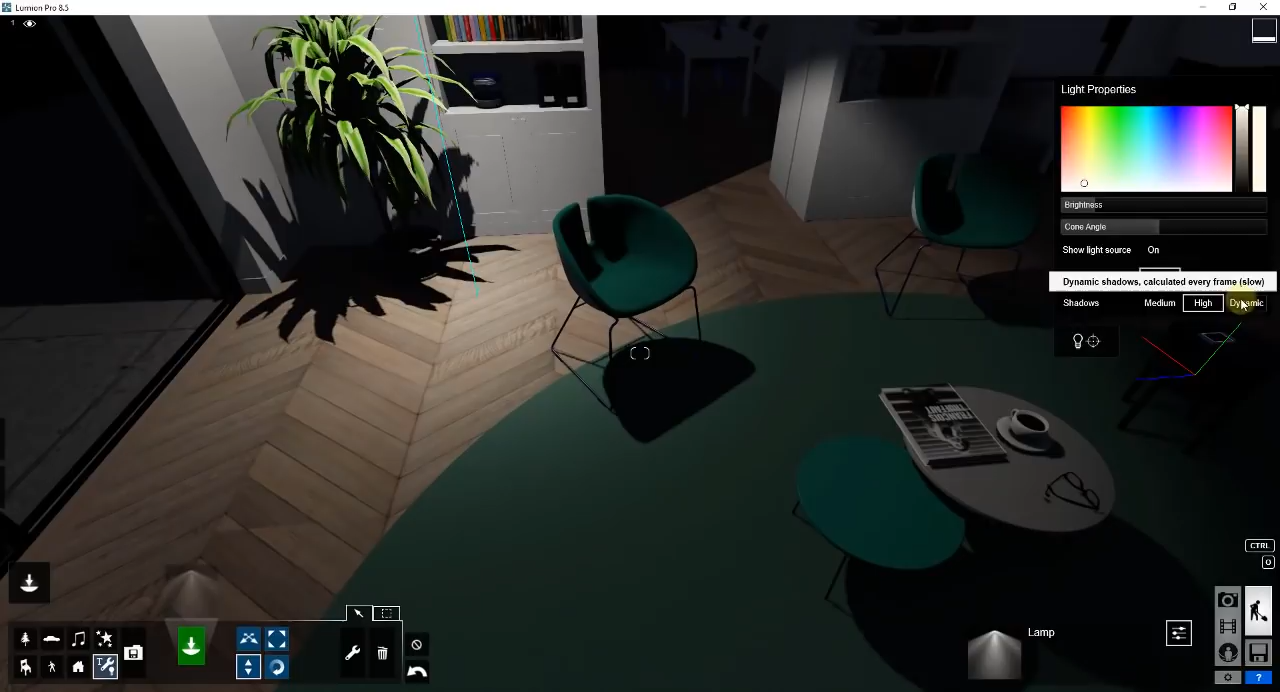 Lumion Pro 8.5
1
Light Properties
Brightness
Cone Angle
Show light source On
Dynamic shadows, calculated every frame (slow)
Shadows Medium High Dynamic
CTRL
O
Lamp
?